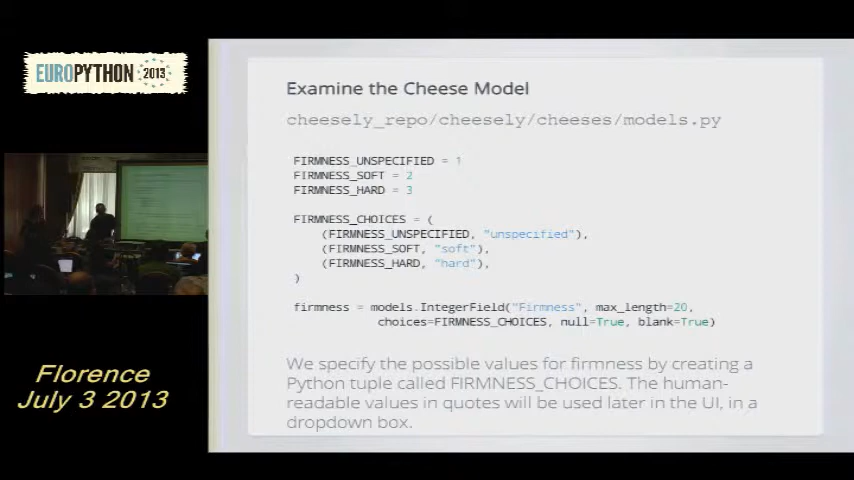 EUROPYTHON 2013
Examine the Cheese Model
cheesely_repo/cheesely/cheeses/models.py
FIRMNESS_UNSPECIFIED = 1
FIRMNESS_SOFT = 2
FIRMNESS_HARD = 3
FIRMNESS_CHOICES = (
(FIRMNESS_UNSPECIFIED, "unspecified"),
(FIRMNESS_SOFT, "soft"),
(FIRMNESS_HARD, "hard"),
)
firmness = models.IntegerField("Firmness", max_length=20,
choices=FIRMNESS_CHOICES, null=True, blank=True)
We specify the possible values for firmness by creating a
Python tuple called FIRMNESS_CHOICES. The human-
readable values in quotes will be used later in the UI, in a
dropdown box.
Florence
July 3 2013